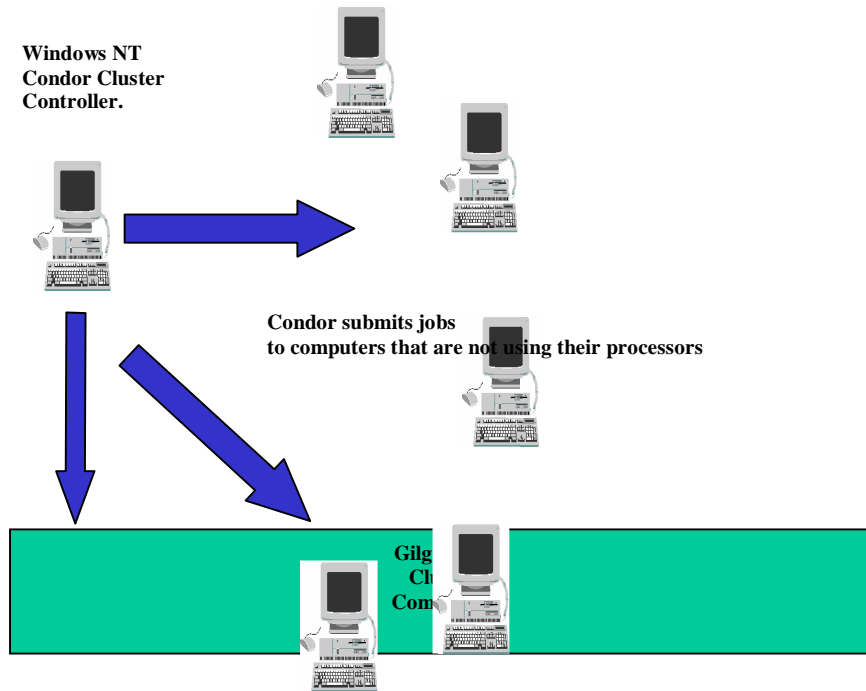 Windows NT
Condor Cluster
Controller.
Condor submits jobs
to computers that are not using their processors